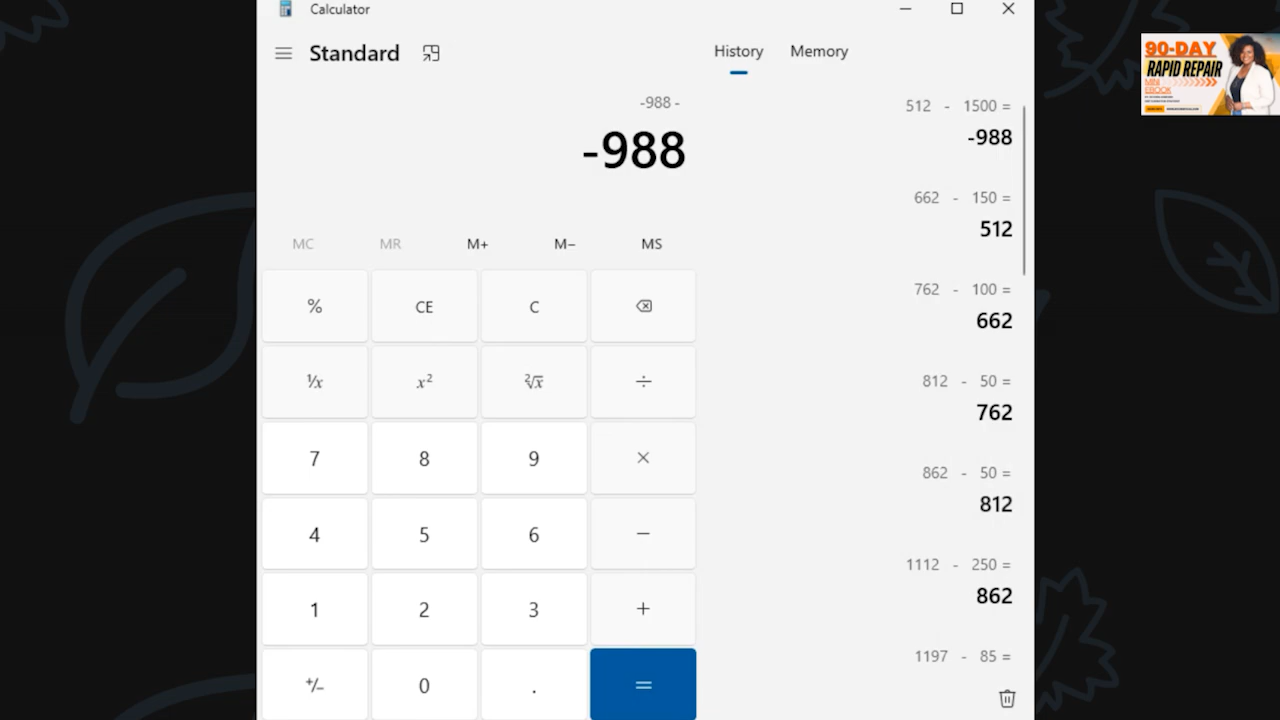 Calculator
Standard
History Memory
-988 -
-988
MC MR M+ M− MS
% CE C
¹/x x² ²√x ÷
7 8 9 ×
4 5 6 −
1 2 3 +
+/− 0 . =
512 - 1500 =
-988
662 - 150 =
512
762 - 100 =
662
812 - 50 =
762
862 - 50 =
812
1112 - 250 =
862
1197 - 85 =
90-DAY
RAPID REPAIR
MINI
EBOOK